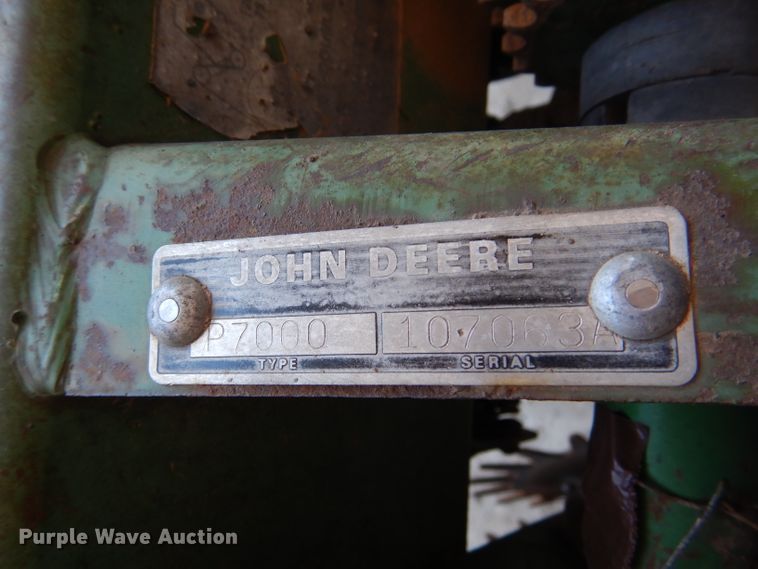 JOHN DEERE
P7000 107063A
TYPE SERIAL
Purple Wave Auction